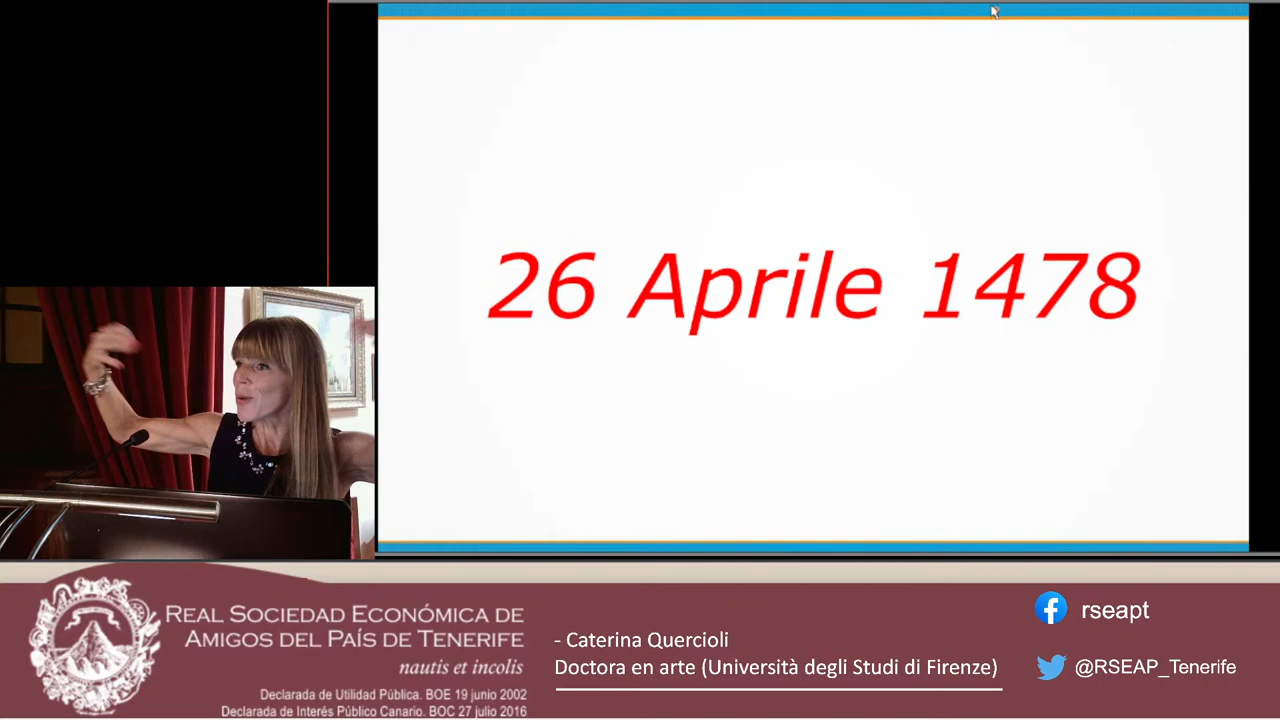 26 Aprile 1478
REAL SOCIEDAD ECONÓMICA DE
AMIGOS DEL PAÍS DE TENERIFE
nautis et incolis
Declarada de Utilidad Pública. BOE 19 junio 2002
Declarada de Interés Público Canario. BOC 27 julio 2016
- Caterina Quercioli
Doctora en arte (Università degli Studi di Firenze)
rseapt
@RSEAP_Tenerife